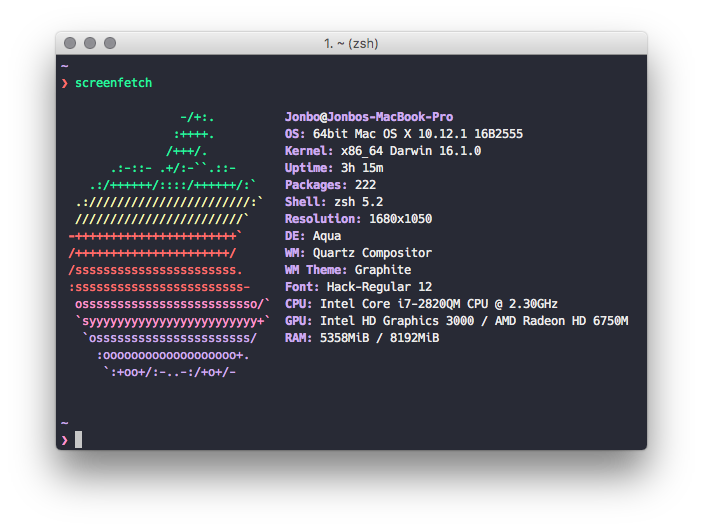 1. ~ (zsh)
~
❯ screenfetch
-/+:. Jonbo@Jonbos-MacBook-Pro
:++++. OS: 64bit Mac OS X 10.12.1 16B2555
/+++/. Kernel: x86_64 Darwin 16.1.0
.:-::- .+/:-``.::- Uptime: 3h 15m
.:/++++++/::::/++++++/:` Packages: 222
.:///////////////////////:` Shell: zsh 5.2
////////////////////////` Resolution: 1680x1050
-+++++++++++++++++++++++` DE: Aqua
/++++++++++++++++++++++/ WM: Quartz Compositor
/sssssssssssssssssssssss. WM Theme: Graphite
:ssssssssssssssssssssssss- Font: Hack-Regular 12
osssssssssssssssssssssssso/` CPU: Intel Core i7-2820QM CPU @ 2.30GHz
`syyyyyyyyyyyyyyyyyyyyyyyy+` GPU: Intel HD Graphics 3000 / AMD Radeon HD 6750M
`ossssssssssssssssssssss/ RAM: 5358MiB / 8192MiB
:ooooooooooooooooooo+.
`:+oo+/:-..-:/+o+/-
~
❯